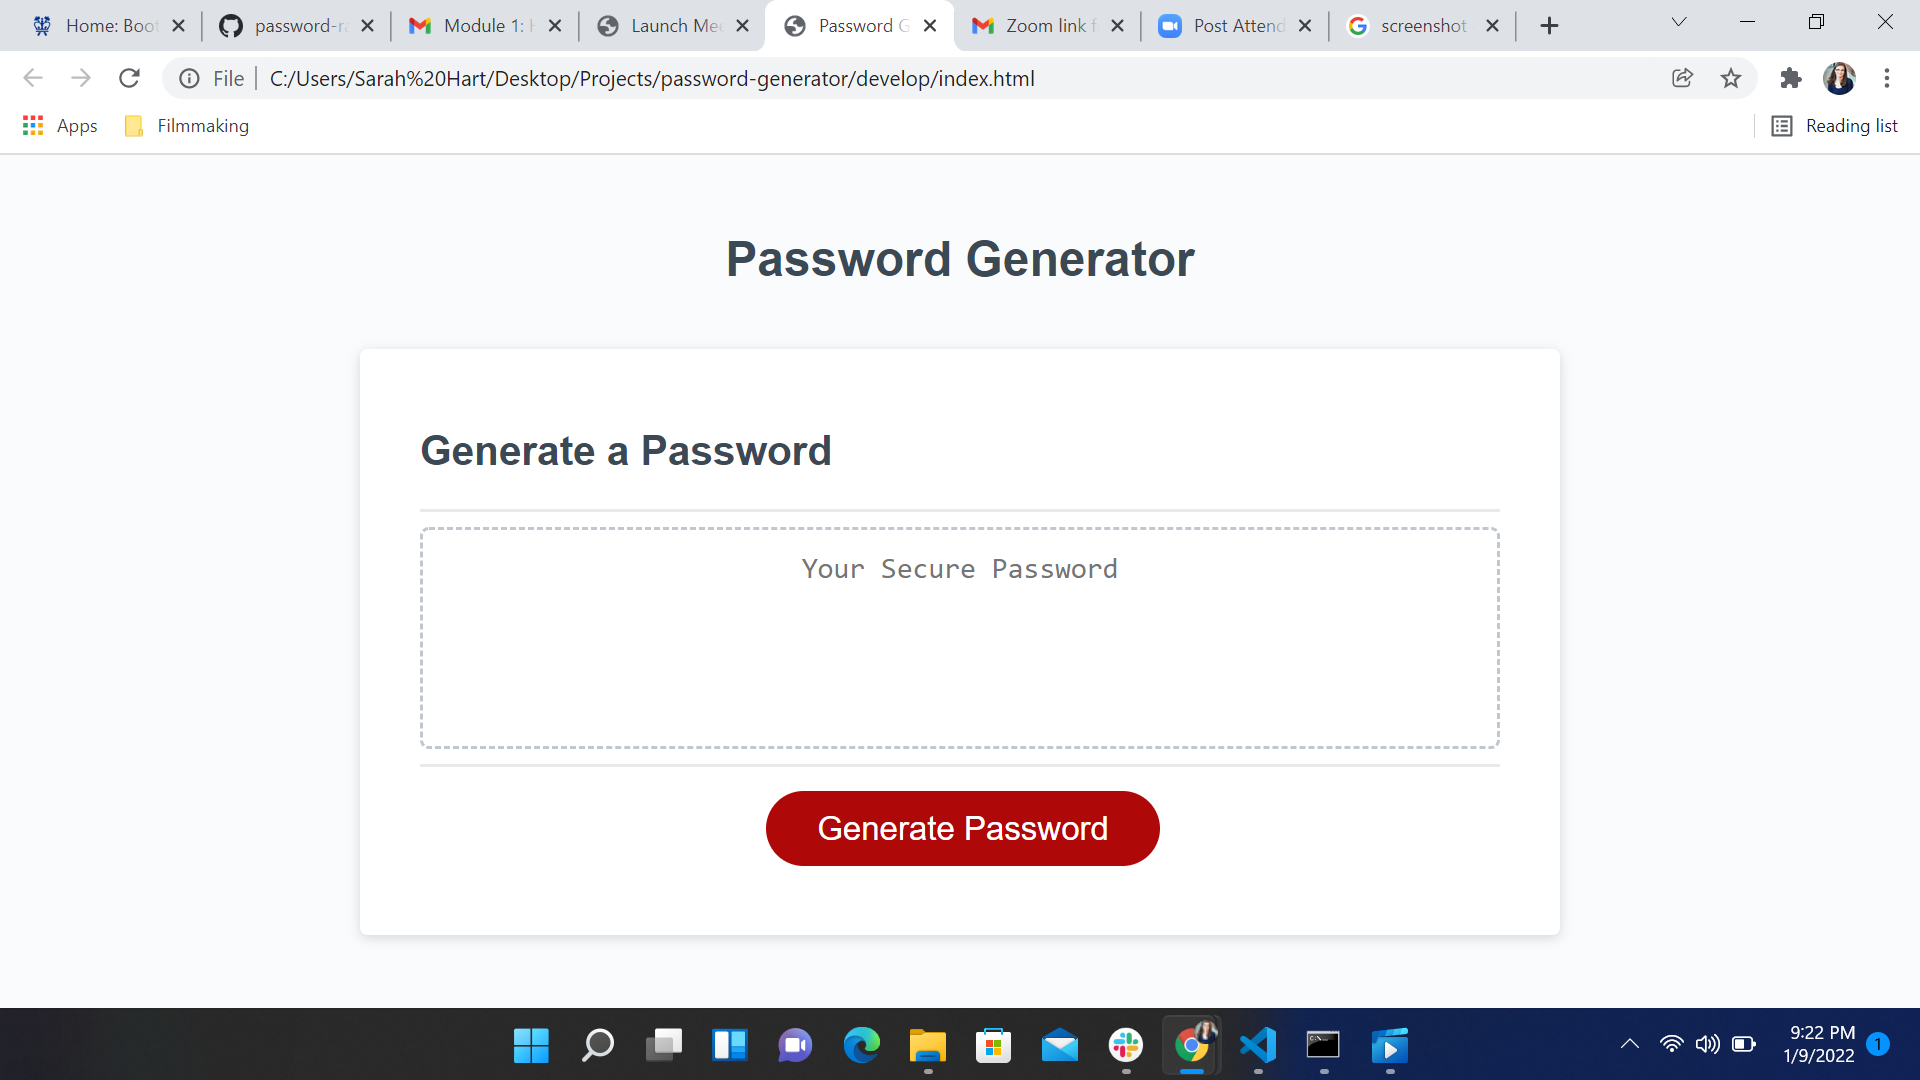 Home: Boot
password-ra
Module 1:
Launch Mee
Password G
Zoom link f
Post Attend
screenshot
File
C:/Users/Sarah%20Hart/Desktop/Projects/password-generator/develop/index.html
Apps
Filmmaking
Reading list
Password Generator
Generate a Password
Your Secure Password
Generate Password
9:22 PM
1/9/2022
1